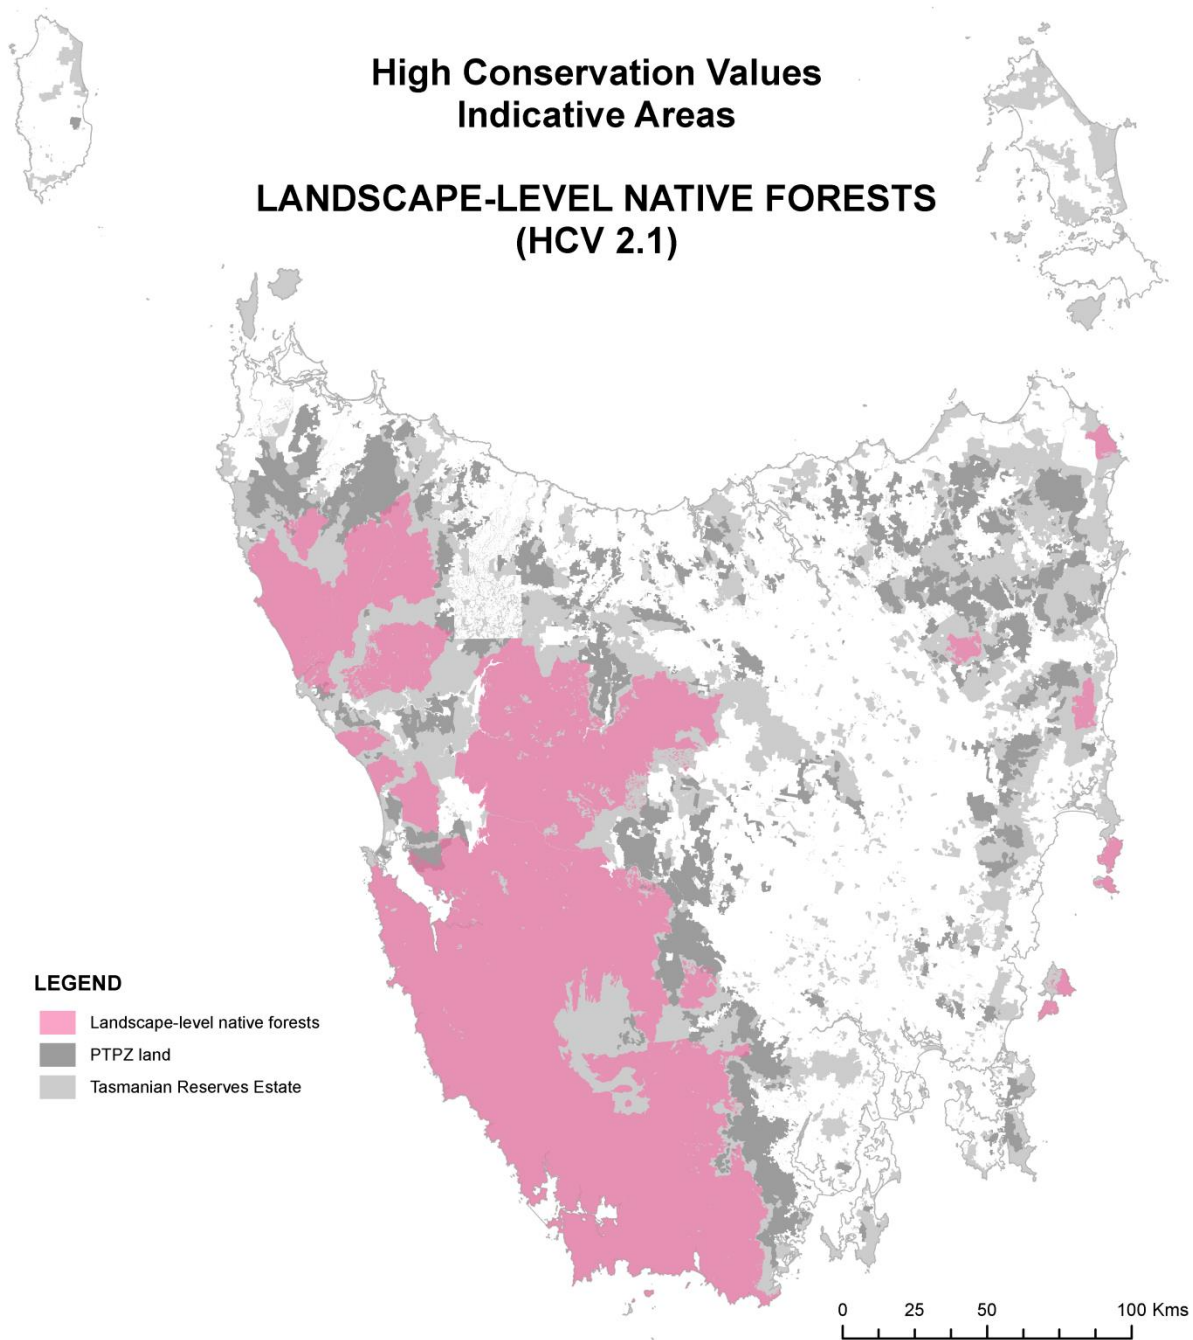 High Conservation Values
Indicative Areas
LANDSCAPE-LEVEL NATIVE FORESTS
(HCV 2.1)
LEGEND
Landscape-level native forests
PTPZ land
Tasmanian Reserves Estate
0 25 50 100 Kms